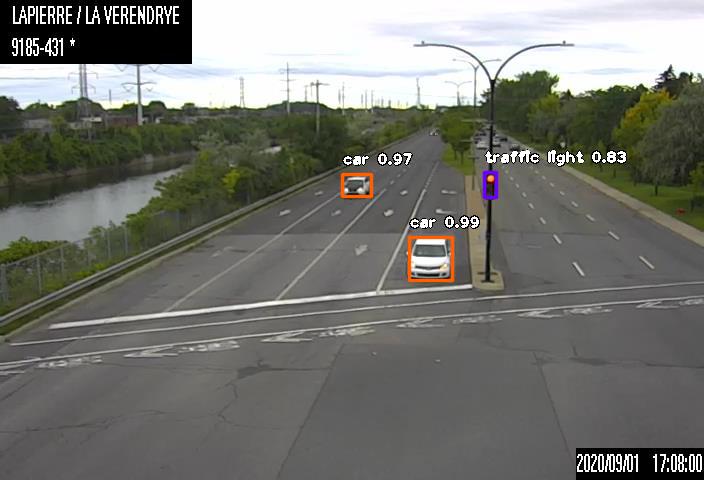 LAPIERRE / LA VERENDRYE
9185-431 *
car 0.97
traffic light 0.83
car 0.99
2020/09/01 17:08:00